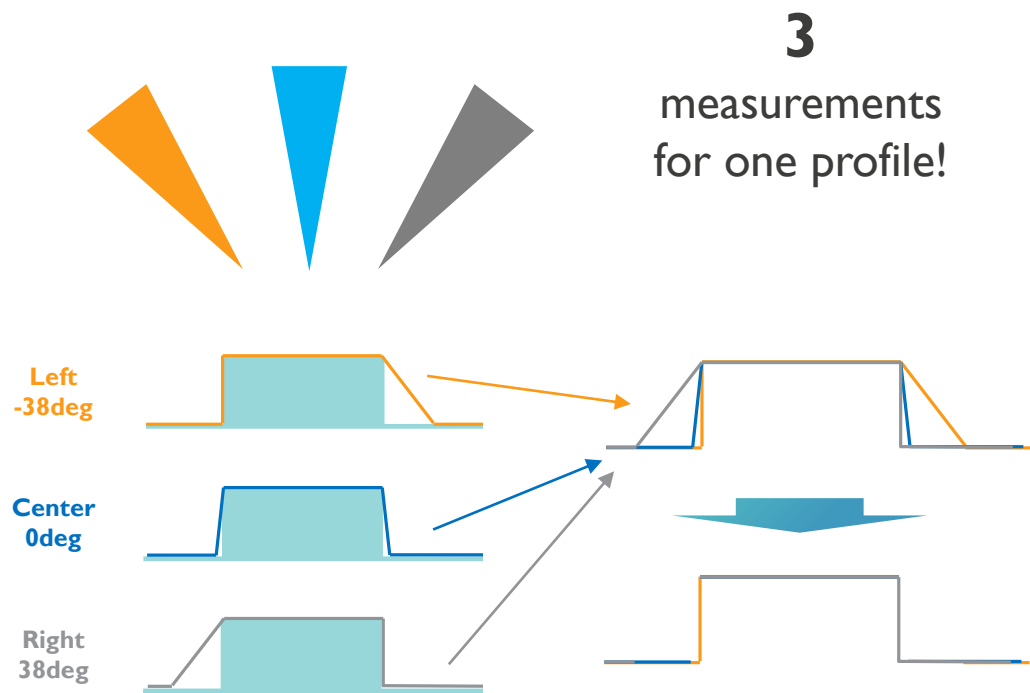 3
measurements
for one profile!
Left
-38deg
Center
0deg
Right
38deg